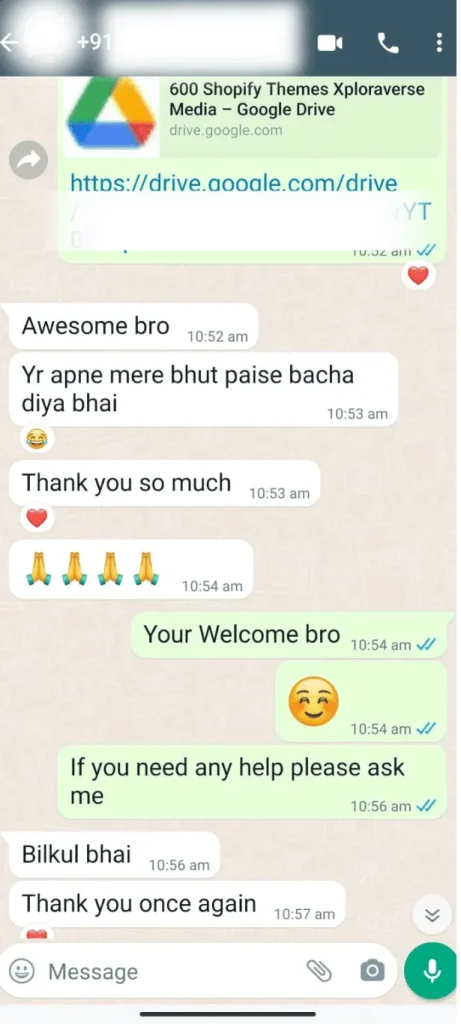 +91
600 Shopify Themes Xploraverse
Media – Google Drive
drive.google.com
https://drive.google.com/drive
YT
10:52 am
Awesome bro
10:52 am
Yr apne mere bhut paise bacha
diya bhai
10:53 am
Thank you so much
10:53 am
10:54 am
Your Welcome bro
10:54 am
10:54 am
If you need any help please ask
me
10:56 am
Bilkul bhai
10:56 am
Thank you once again
10:57 am
Message